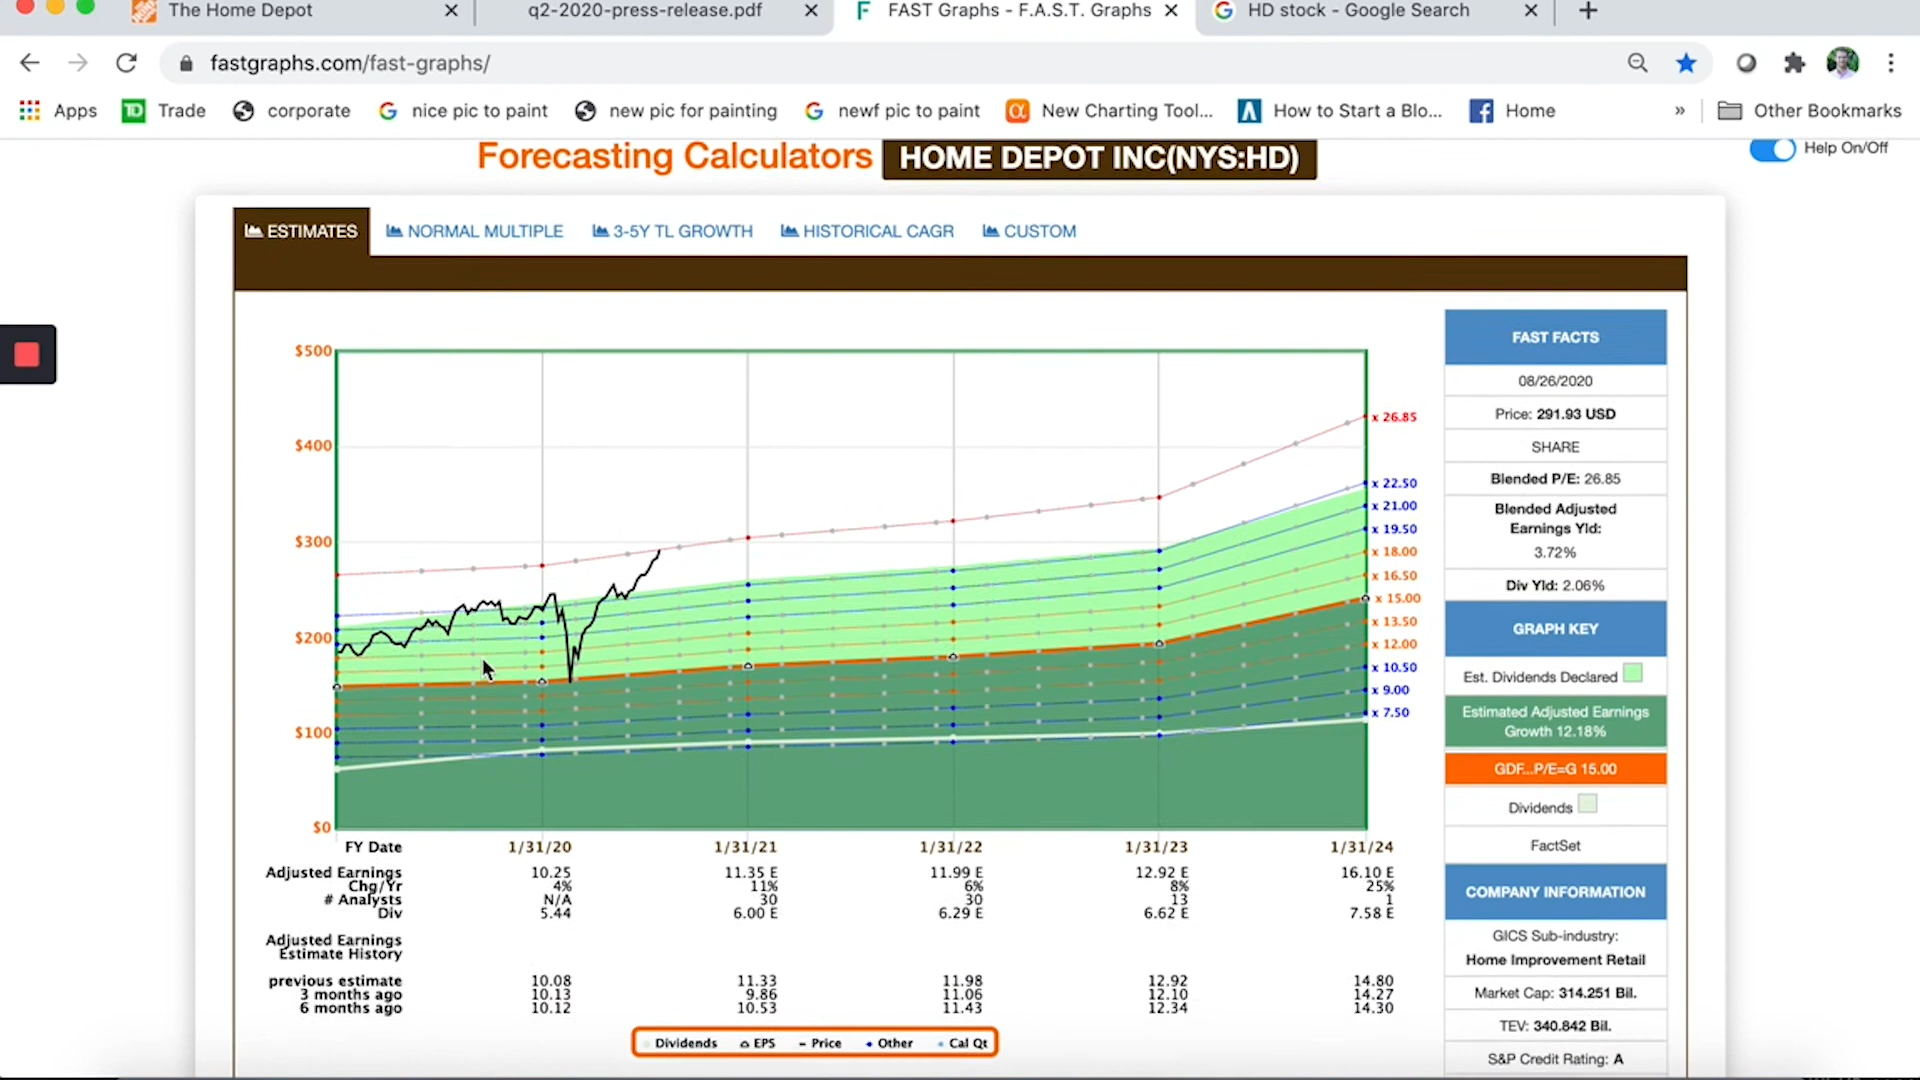 The Home Depot
q2-2020-press-release.pdf
FAST Graphs - F.A.S.T. Graphs
HD stock - Google Search
fastgraphs.com/fast-graphs/
Apps
Trade
corporate
nice pic to paint
new pic for painting
newf pic to paint
New Charting Tool...
How to Start a Blo...
Home
»
Other Bookmarks
Forecasting Calculators
HOME DEPOT INC(NYS:HD)
Help On/Off
ESTIMATES
NORMAL MULTIPLE
3-5Y TL GROWTH
HISTORICAL CAGR
CUSTOM
$500
$400
$300
$200
$100
$0
x 26.85
x 22.50
x 21.00
x 19.50
x 18.00
x 16.50
x 15.00
x 13.50
x 12.00
x 10.50
x 9.00
x 7.50
FY Date 1/31/20 1/31/21 1/31/22 1/31/23 1/31/24
Adjusted Earnings 10.25 11.35 E 11.99 E 12.92 E 16.10 E
Chg/Yr 4% 11% 6% 8% 25%
# Analysts N/A 30 30 13 1
Div 5.44 6.00 E 6.29 E 6.62 E 7.58 E
Adjusted Earnings
Estimate History
previous estimate 10.08 11.33 11.98 12.92 14.80
3 months ago 10.13 9.86 11.06 12.10 14.27
6 months ago 10.12 10.53 11.43 12.34 14.30
Dividends EPS Price Other Cal Qt
FAST FACTS
08/26/2020
Price: 291.93 USD
SHARE
Blended P/E: 26.85
Blended Adjusted
Earnings Yld:
3.72%
Div Yld: 2.06%
GRAPH KEY
Est. Dividends Declared
Estimated Adjusted Earnings
Growth 12.18%
GDF...P/E=G 15.00
Dividends
FactSet
COMPANY INFORMATION
GICS Sub-industry:
Home Improvement Retail
Market Cap: 314.251 Bil.
TEV: 340.842 Bil.
S&P Credit Rating: A